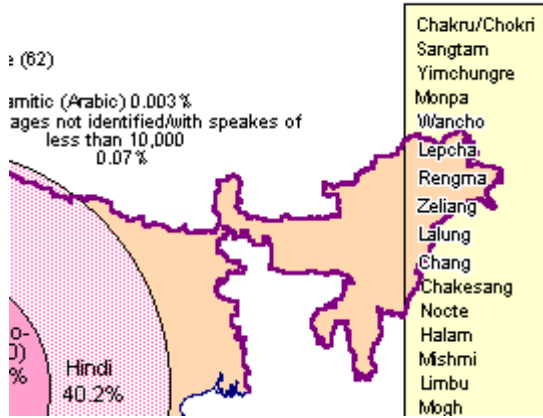 e (62)
amitic (Arabic) 0.003%
ages not identified/with speakes of
less than 10,000
0.07%
o-
0)
%
Hindi
40.2%
Chakru/Chokri
Sangtam
Yimchungre
Monpa
Wancho
Lepcha
Rengma
Zeliang
Lalung
Chang
Chakesang
Nocte
Halam
Mishmi
Limbu
Mogh